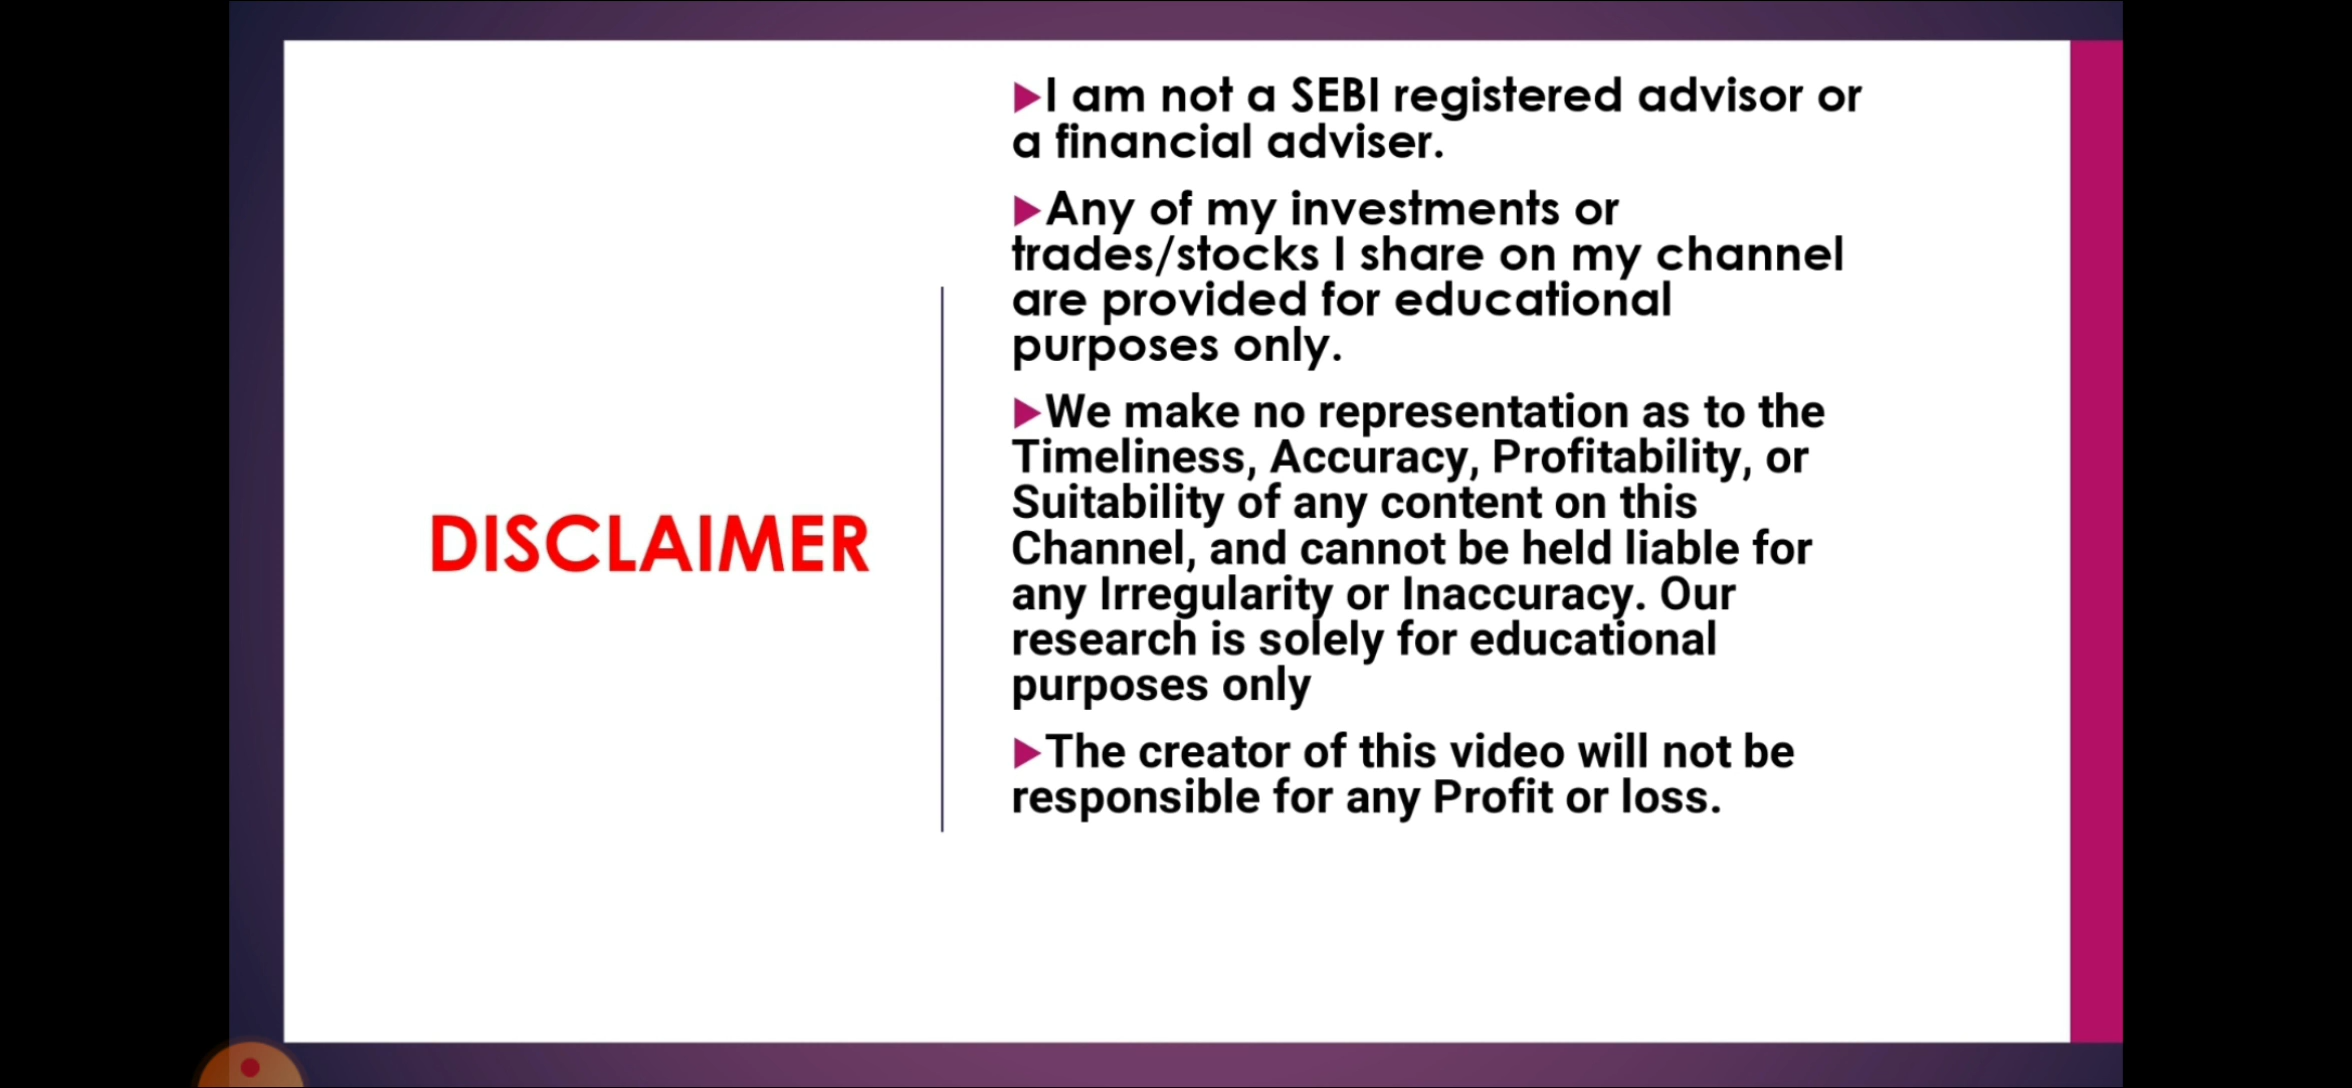 DISCLAIMER
I am not a SEBI registered advisor or
a financial adviser.
Any of my investments or
trades/stocks I share on my channel
are provided for educational
purposes only.
We make no representation as to the
Timeliness, Accuracy, Profitability, or
Suitability of any content on this
Channel, and cannot be held liable for
any Irregularity or Inaccuracy. Our
research is solely for educational
purposes only
The creator of this video will not be
responsible for any Profit or loss.